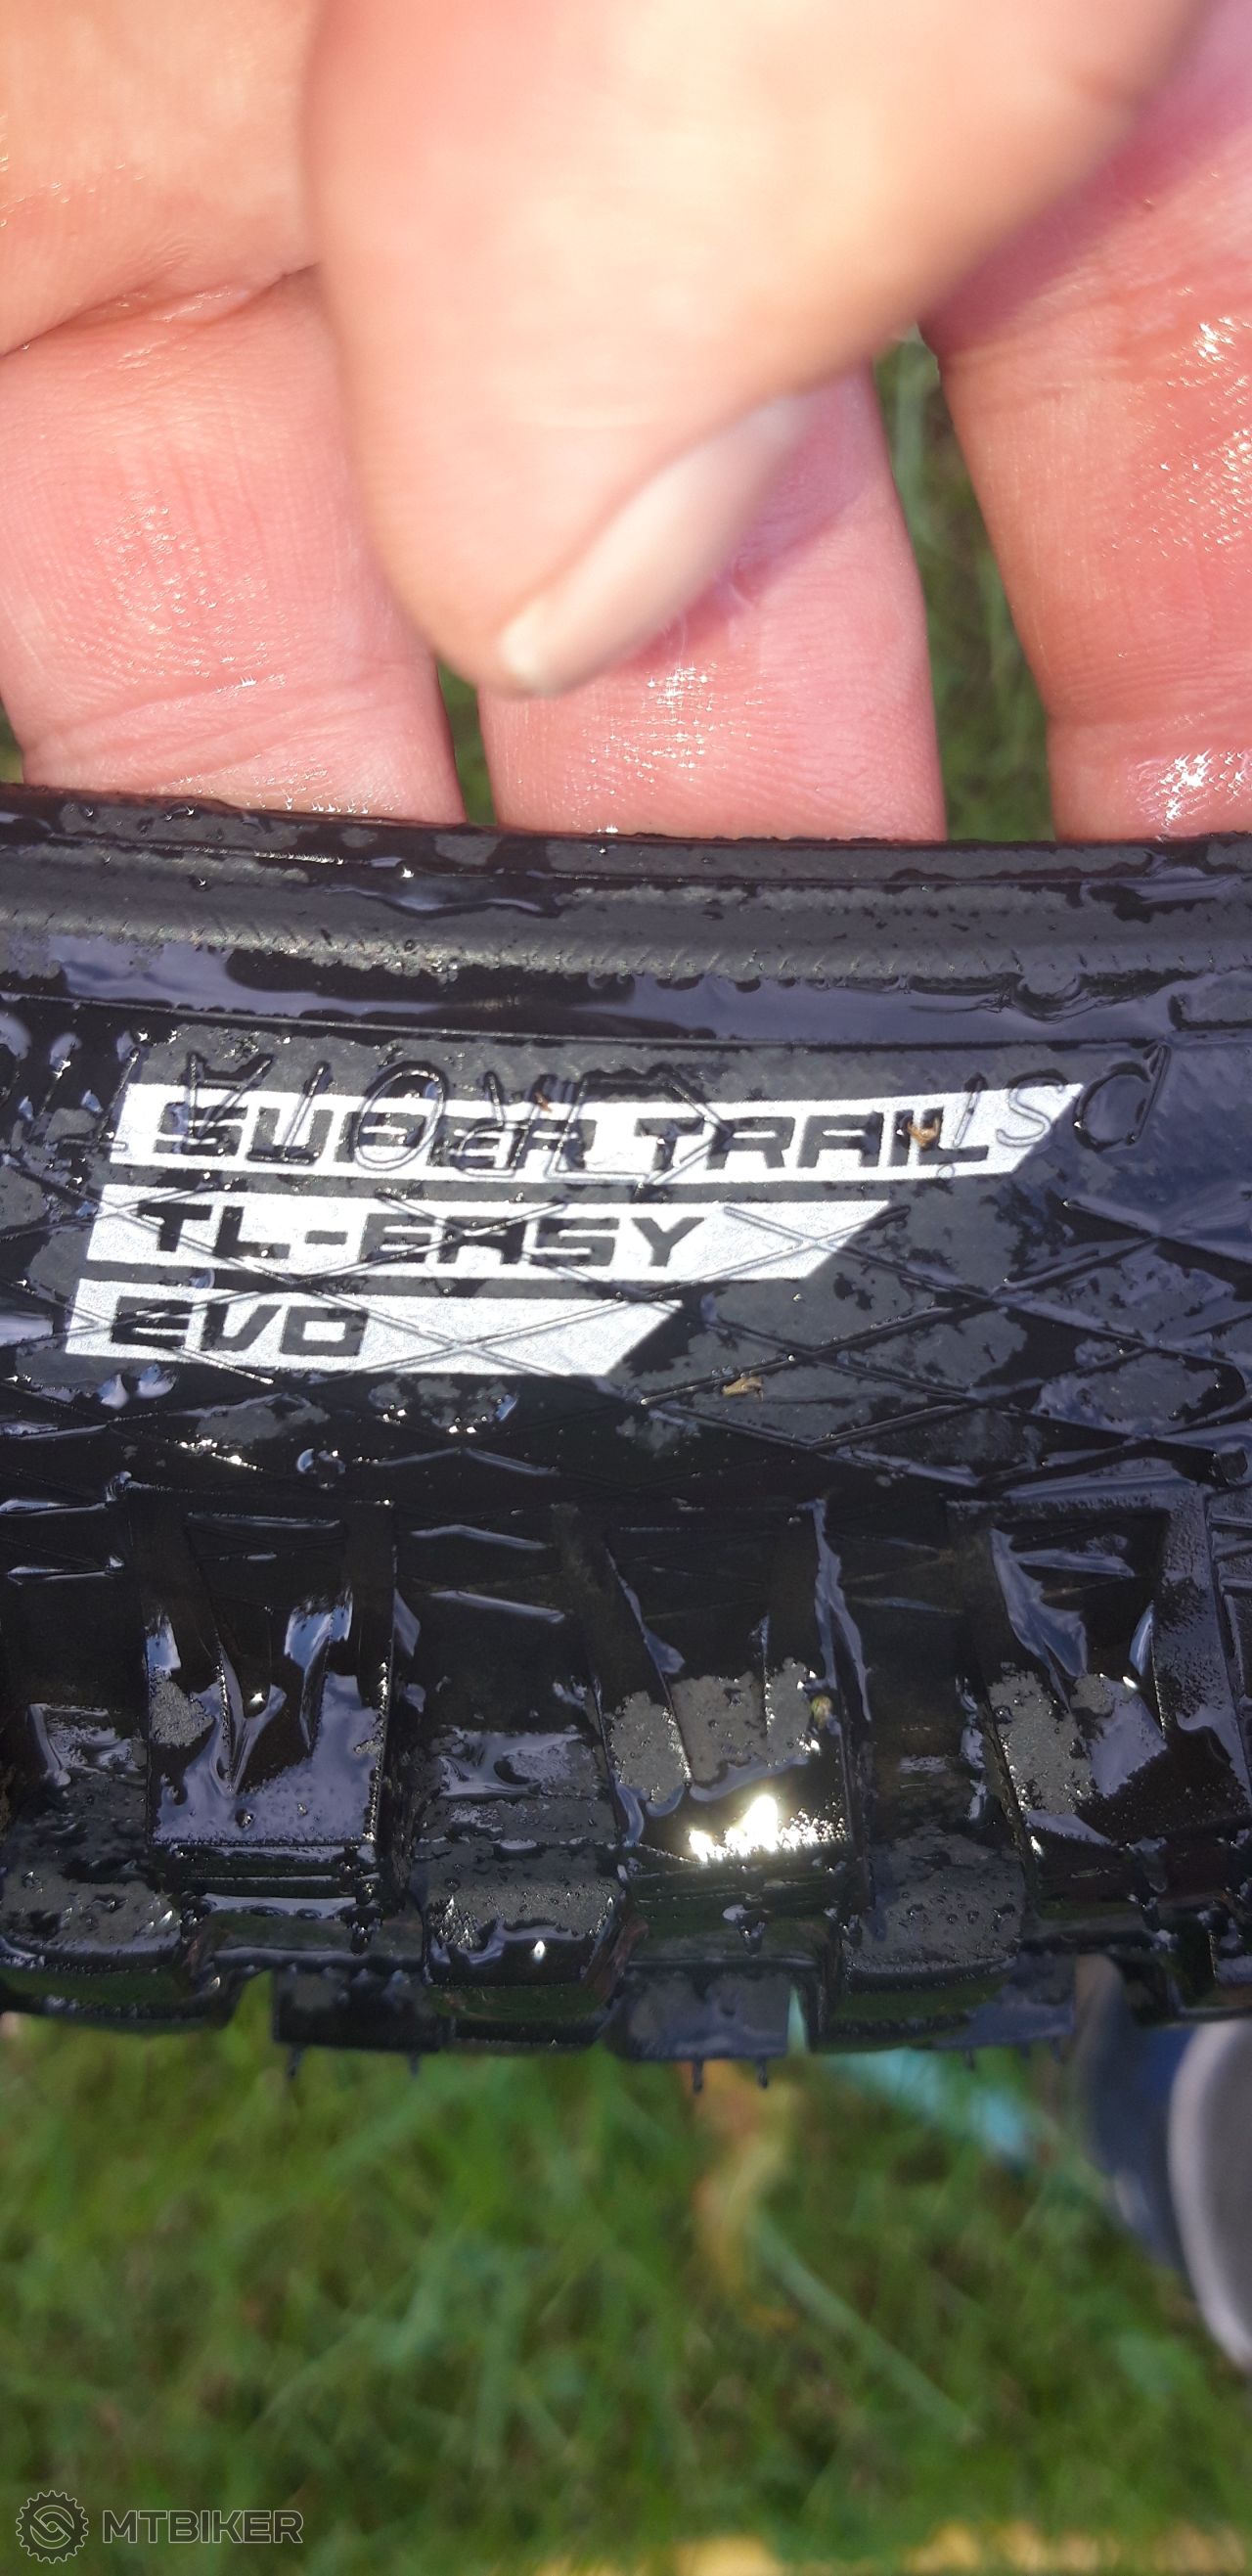 SUPER TRAIL
TL-EASY
EVO
MTBIKER